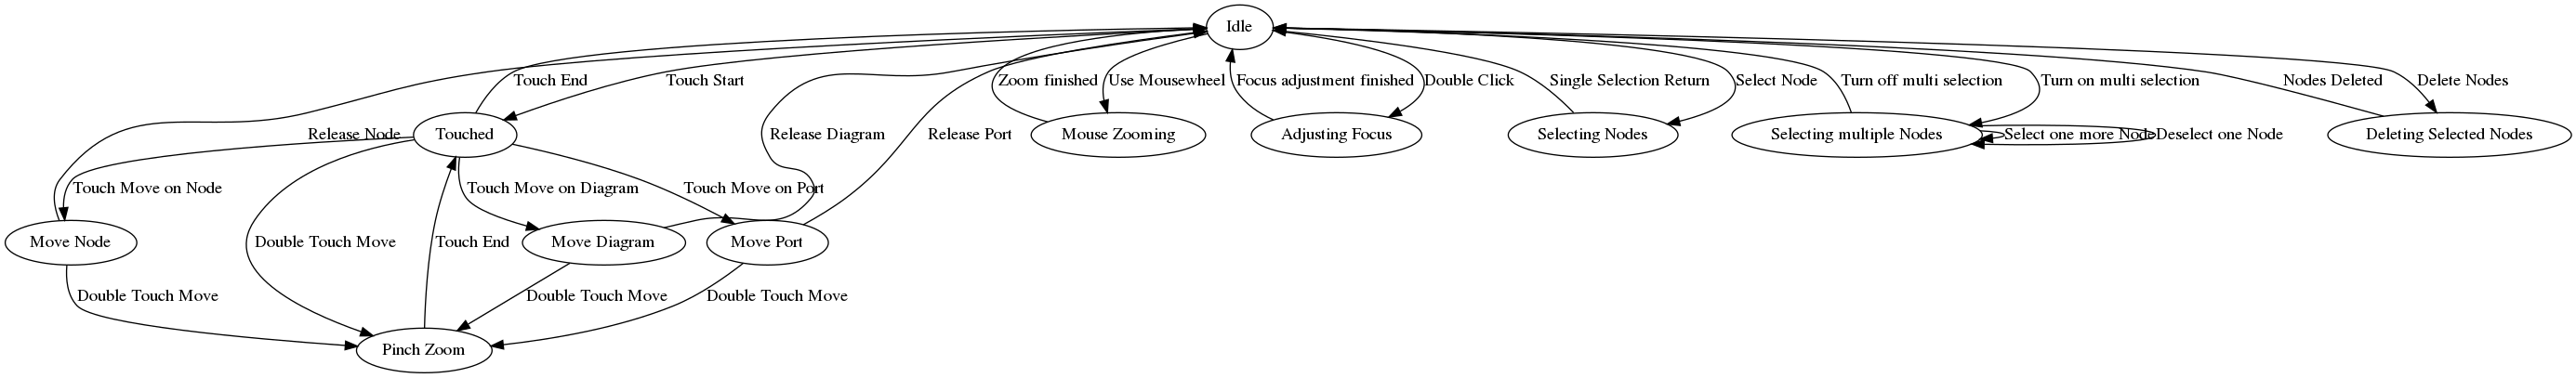 Idle
Touch End
Touch Start
Zoom finished
Use Mousewheel
Focus adjustment finished
Double Click
Single Selection Return
Select Node
Turn off multi selection
Turn on multi selection
Nodes Deleted
Delete Nodes
Release Node
Touched
Release Diagram
Release Port
Mouse Zooming
Adjusting Focus
Selecting Nodes
Selecting multiple Nodes
Select one more Node
Deselect one Node
Deleting Selected Nodes
Touch Move on Node
Touch Move on Diagram
Touch Move on Port
Move Node
Double Touch Move
Touch End
Move Diagram
Move Port
Double Touch Move
Double Touch Move
Double Touch Move
Pinch Zoom